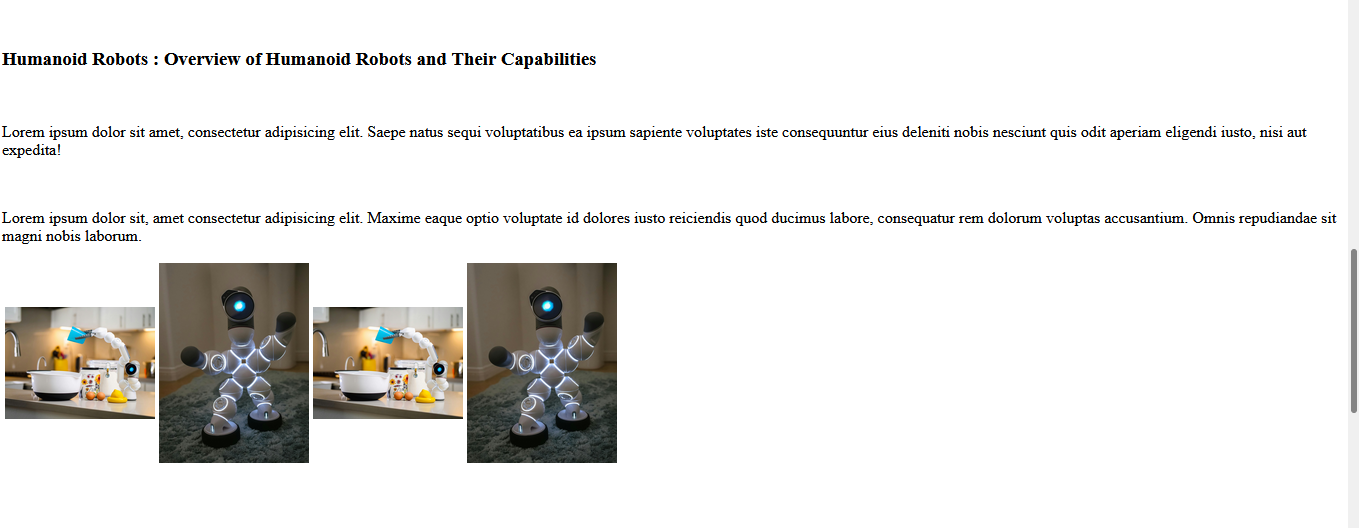 Humanoid Robots : Overview of Humanoid Robots and Their Capabilities
Lorem ipsum dolor sit amet, consectetur adipisicing elit. Saepe natus sequi voluptatibus ea ipsum sapiente voluptates iste consequuntur eius deleniti nobis nesciunt quis odit aperiam eligendi iusto, nisi aut
expedita!
Lorem ipsum dolor sit, amet consectetur adipisicing elit. Maxime eaque optio voluptate id dolores iusto reiciendis quod ducimus labore, consequatur rem dolorum voluptas accusantium. Omnis repudiandae sit
magni nobis laborum.